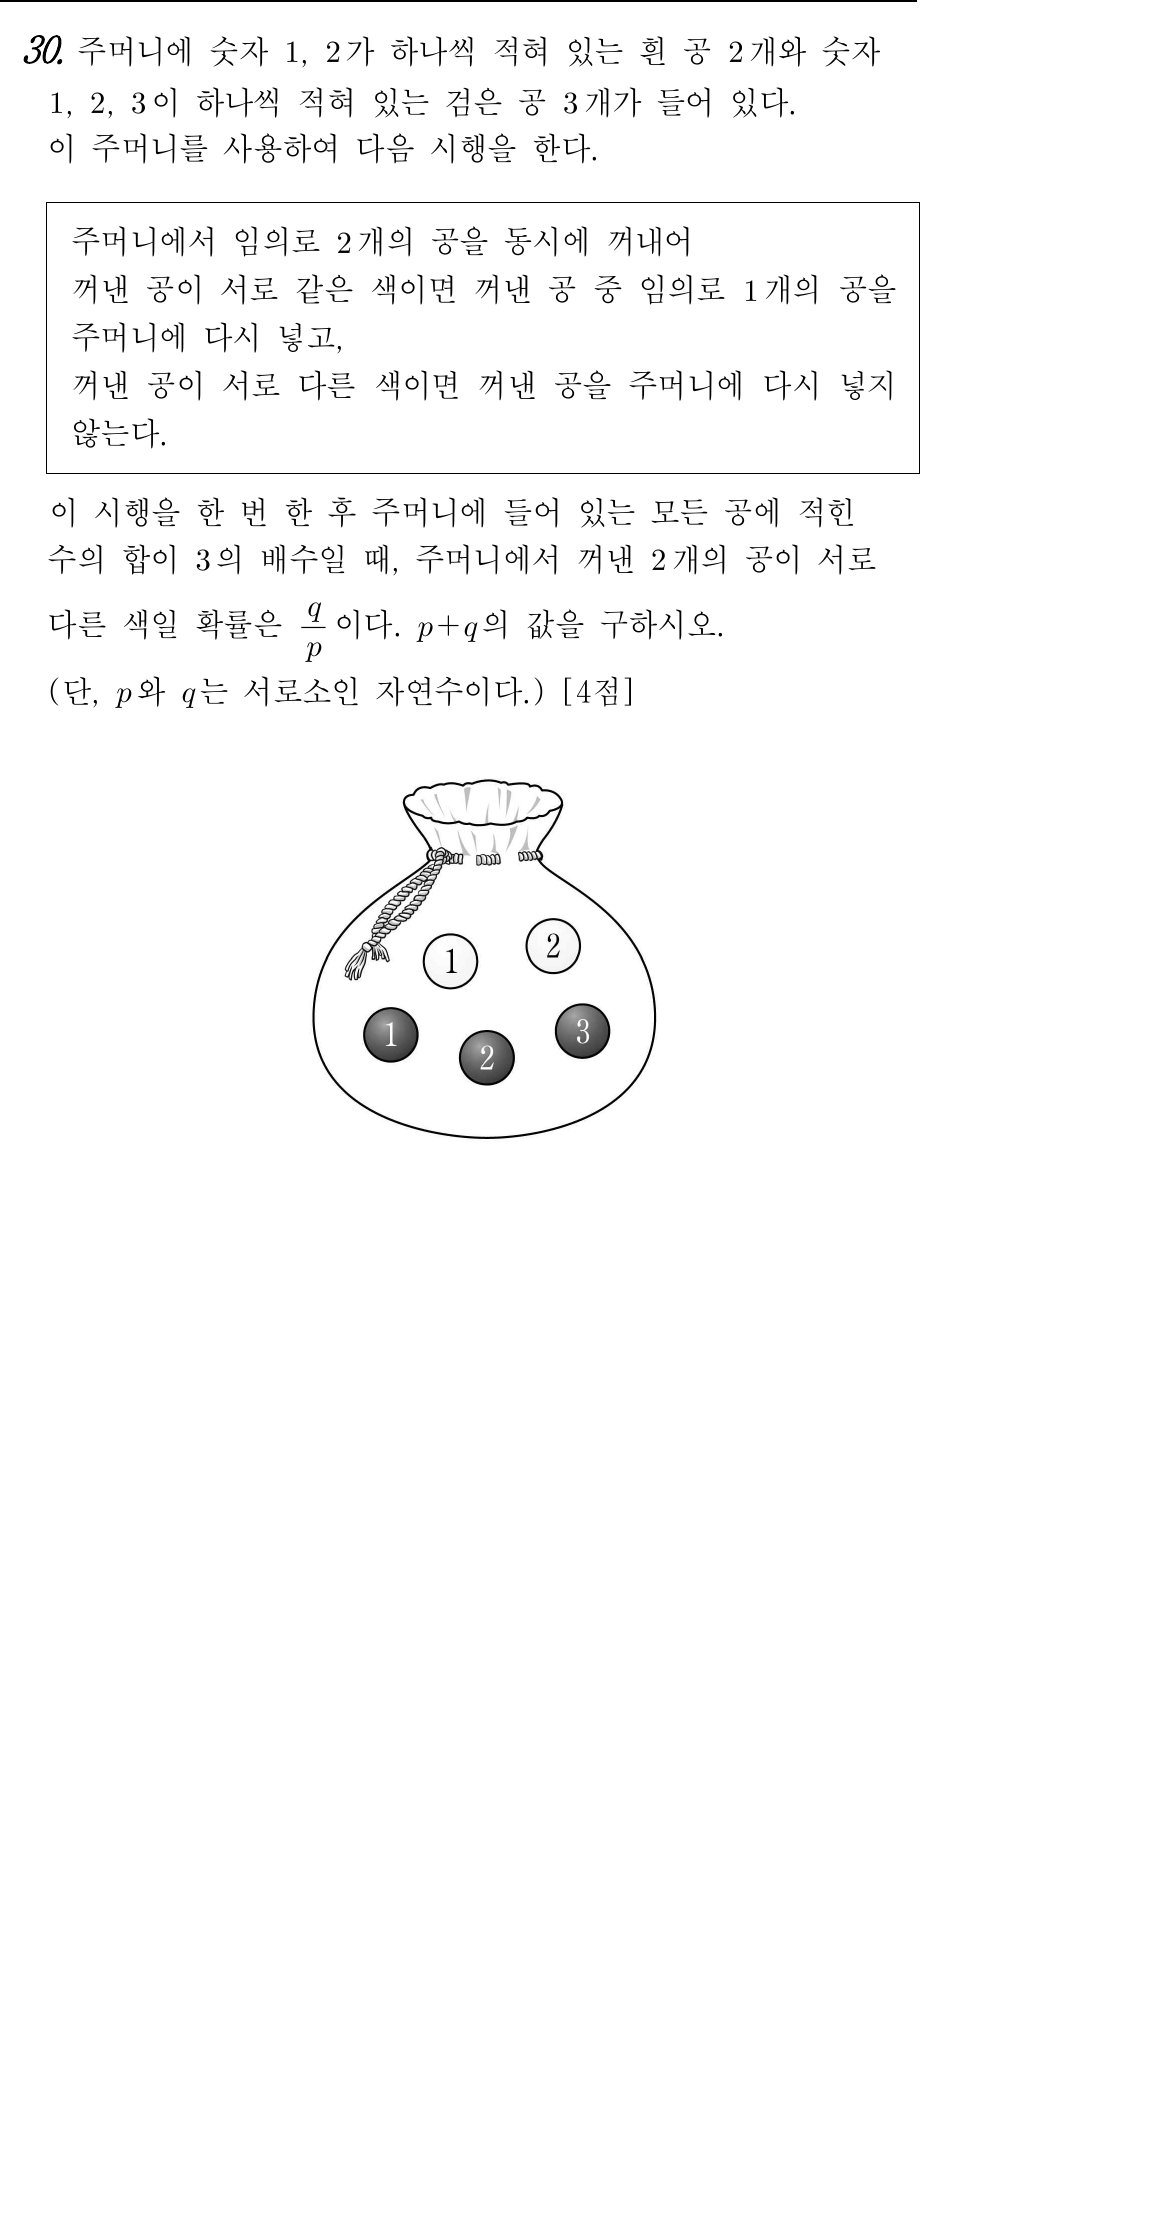 30. 주머니에 숫자 1, 2가 하나씩 적혀 있는 흰 공 2개와 숫자
1, 2, 3이 하나씩 적혀 있는 검은 공 3개가 들어 있다.
이 주머니를 사용하여 다음 시행을 한다.
주머니에서 임의로 2개의 공을 동시에 꺼내어
꺼낸 공이 서로 같은 색이면 꺼낸 공 중 임의로 1개의 공을
주머니에 다시 넣고,
꺼낸 공이 서로 다른 색이면 꺼낸 공을 주머니에 다시 넣지
않는다.
이 시행을 한 번 한 후 주머니에 들어 있는 모든 공에 적힌
수의 합이 3의 배수일 때, 주머니에서 꺼낸 2개의 공이 서로
다른 색일 확률은 q/p 이다. p+q의 값을 구하시오.
(단, p와 q는 서로소인 자연수이다.) [4점]
1 2
1 2 3